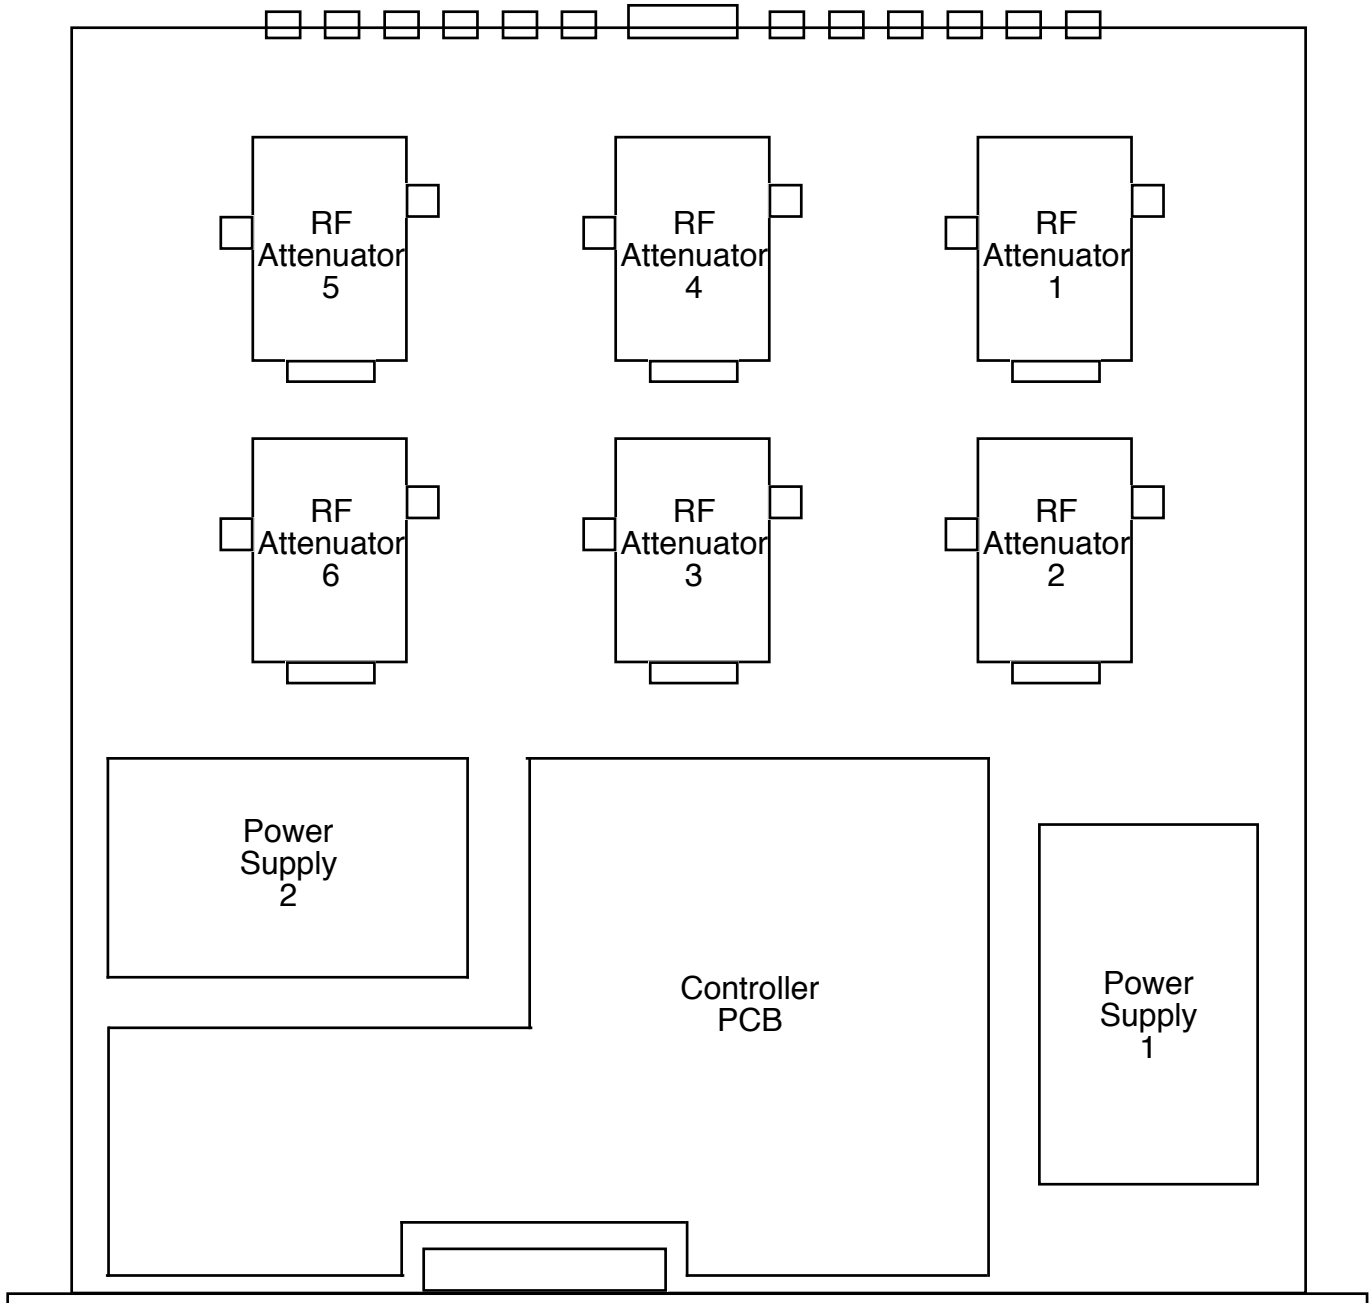 RF
Attenuator
5
RF
Attenuator
4
RF
Attenuator
1
RF
Attenuator
6
RF
Attenuator
3
RF
Attenuator
2
Power
Supply
2
Controller
PCB
Power
Supply
1